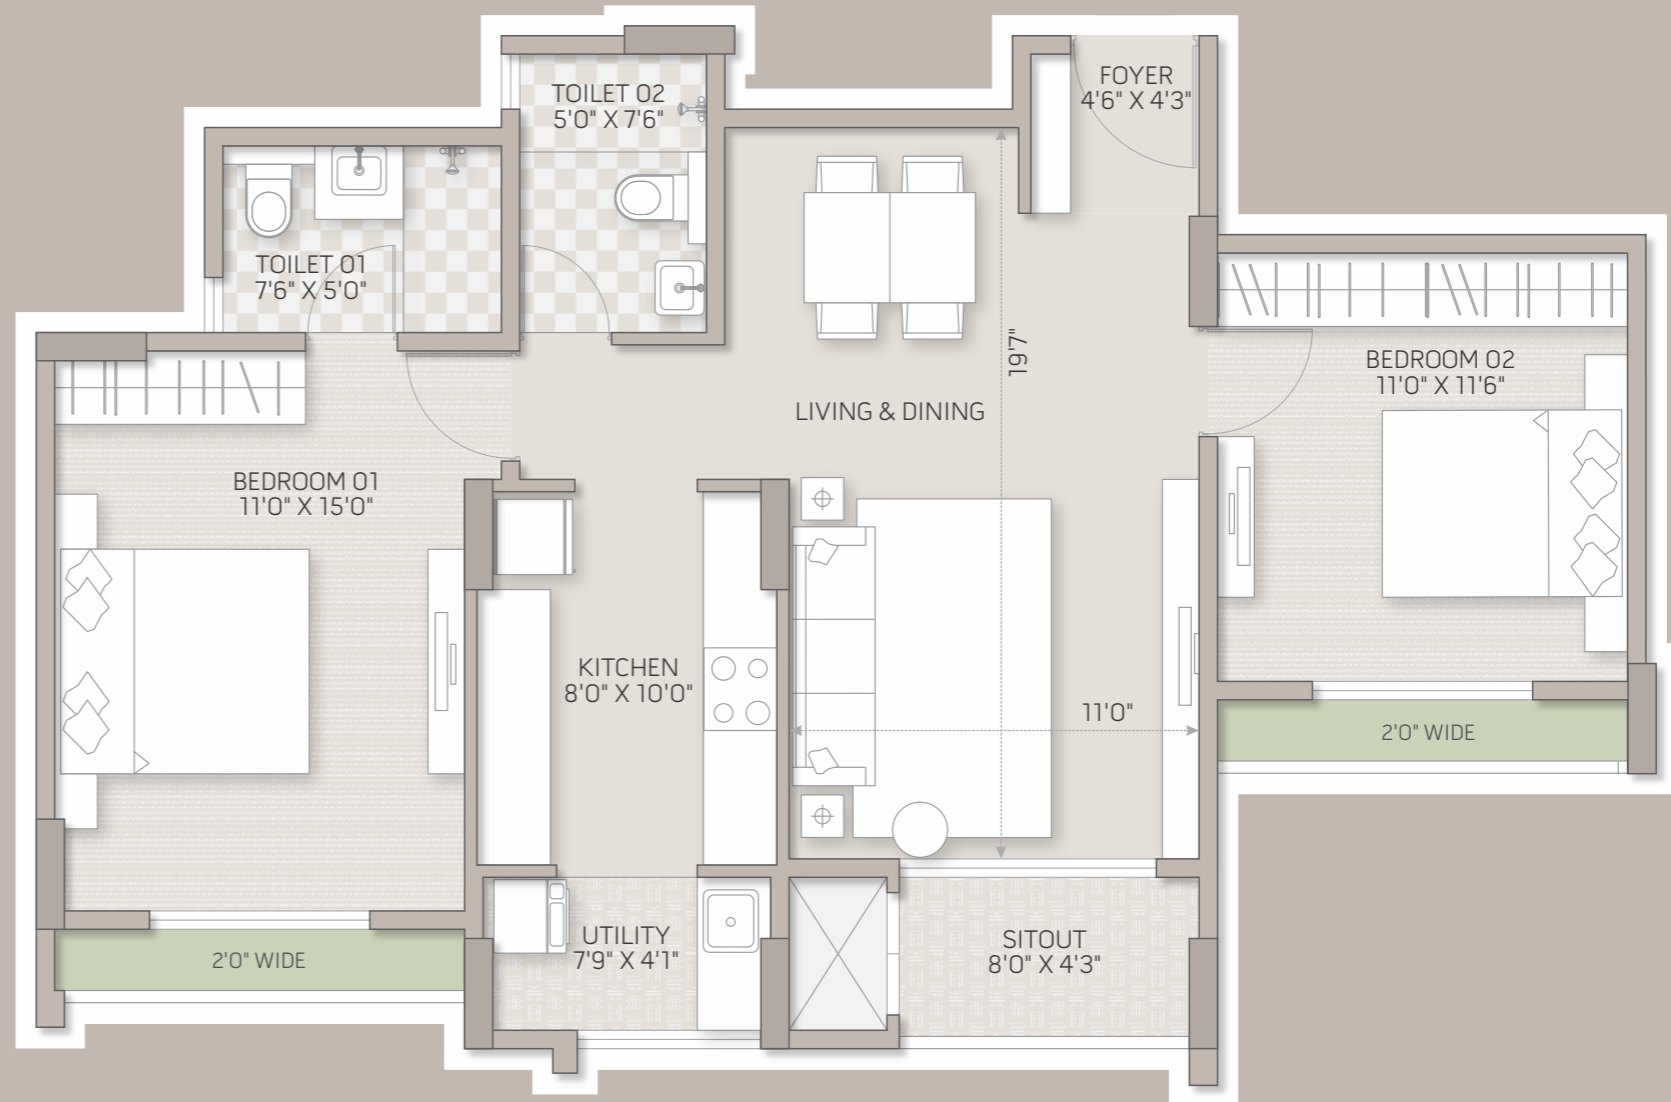 FOYER
4'6" X 4'3"
TOILET 02
5'0" X 7'6"
TOILET 01
7'6" X 5'0"
19'7"
BEDROOM 02
11'0" X 11'6"
LIVING & DINING
BEDROOM 01
11'0" X 15'0"
KITCHEN
8'0" X 10'0"
11'0"
2'0" WIDE
UTILITY
7'9" X 4'1"
SITOUT
8'0" X 4'3"
2'0" WIDE